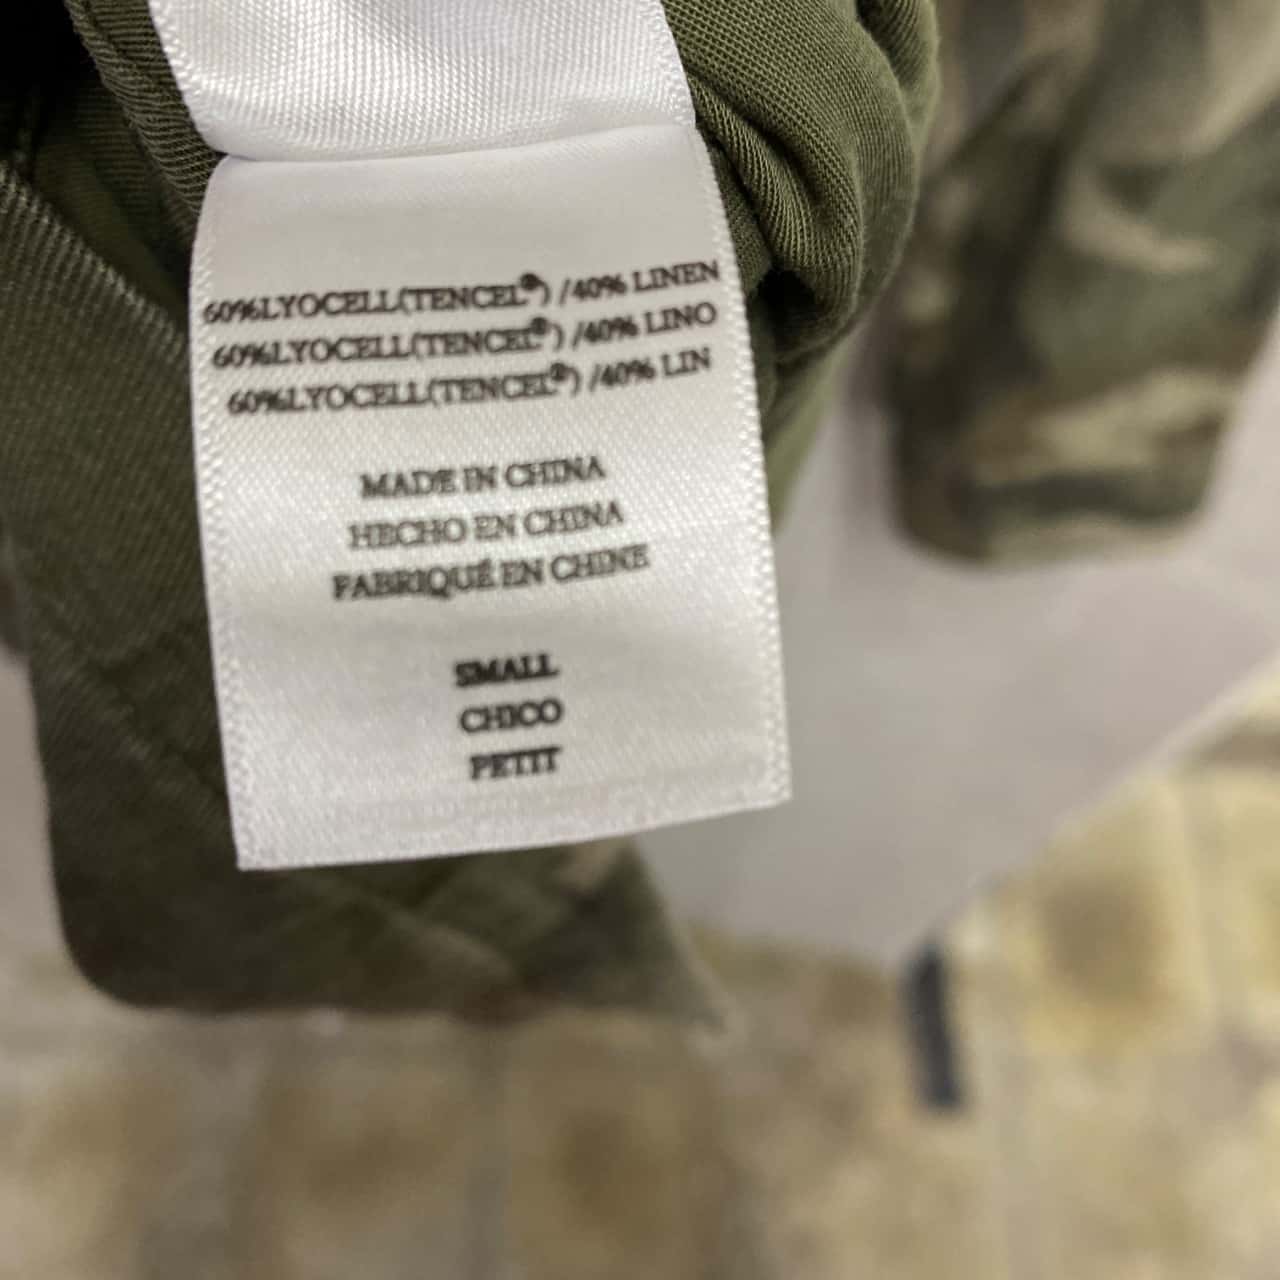 60%LYOCELL(TENCEL®) /40% LINEN
60%LYOCELL(TENCEL®) /40% LINO
60%LYOCELL(TENCEL®) /40% LIN
MADE IN CHINA
HECHO EN CHINA
FABRIQUÉ EN CHINE
SMALL
CHICO
PETIT